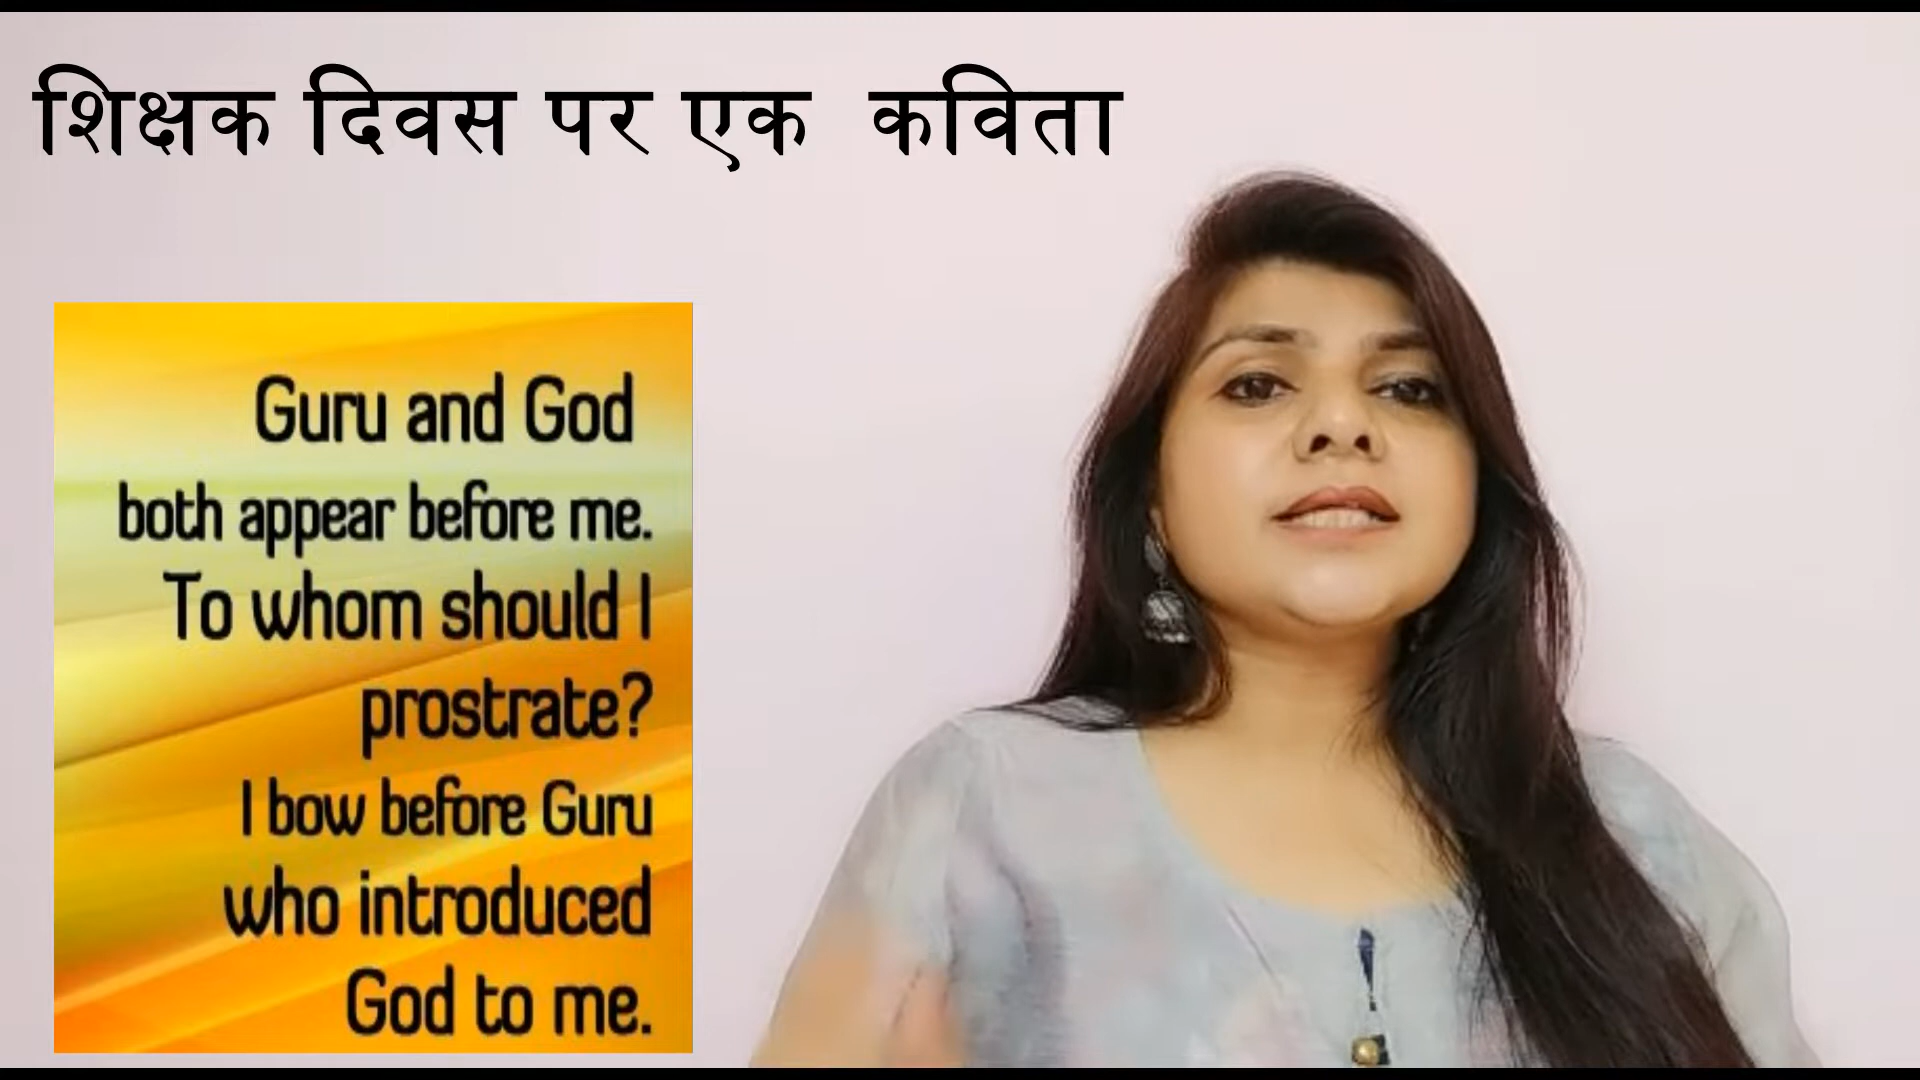 शिक्षक दिवस पर एक कविता
Guru and God
both appear before me.
To whom should I
prostrate?
I bow before Guru
who introduced
God to me.